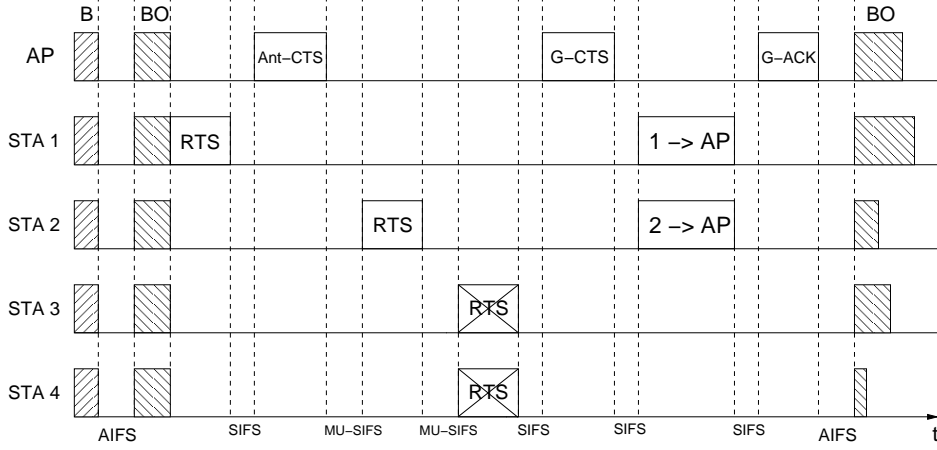 B BO BO
AP Ant–CTS G–CTS G–ACK
STA 1 RTS 1 –> AP
STA 2 RTS 2 –> AP
STA 3 RTS
STA 4 RTS
AIFS SIFS MU–SIFS MU–SIFS SIFS SIFS SIFS AIFS t